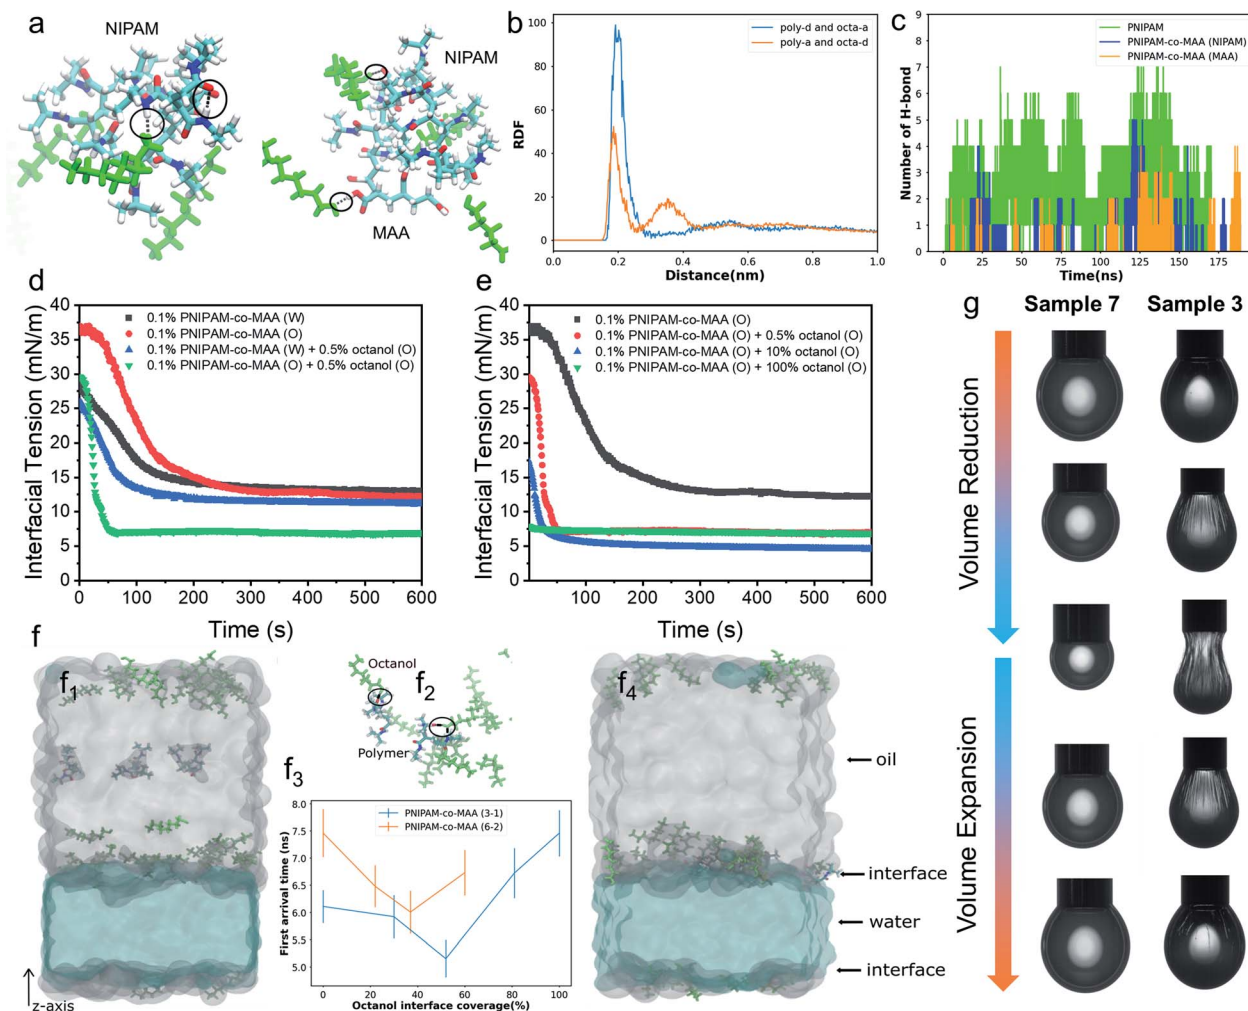 a
NIPAM
NIPAM
MAA
b
poly-d and octa-a
poly-a and octa-d
RDF
100
80
60
40
20
0
0.0 0.2 0.4 0.6 0.8 1.0
Distance(nm)
c
PNIPAM
PNIPAM-co-MAA (NIPAM)
PNIPAM-co-MAA (MAA)
Number of H-bond
9
8
7
6
5
4
3
2
1
0
0 25 50 75 100 125 150 175
Time(ns)
d
0.1% PNIPAM-co-MAA (W)
0.1% PNIPAM-co-MAA (O)
0.1% PNIPAM-co-MAA (W) + 0.5% octanol (O)
0.1% PNIPAM-co-MAA (O) + 0.5% octanol (O)
Interfacial Tension (mN/m)
40
35
30
25
20
15
10
5
0
0 100 200 300 400 500 600
Time (s)
e
0.1% PNIPAM-co-MAA (O)
0.1% PNIPAM-co-MAA (O) + 0.5% octanol (O)
0.1% PNIPAM-co-MAA (O) + 10% octanol (O)
0.1% PNIPAM-co-MAA (O) + 100% octanol (O)
Interfacial Tension (mN/m)
40
35
30
25
20
15
10
5
0
100 200 300 400 500 600
Time (s)
f
f1
z-axis
Octanol
f2
Polymer
f3
PNIPAM-co-MAA (3-1)
PNIPAM-co-MAA (6-2)
First arrival time (ns)
8.0
7.5
7.0
6.5
6.0
5.5
5.0
0 20 40 60 80 100
Octanol interface coverage(%)
f4
oil
interface
water
interface
g
Sample 7 Sample 3
Volume Reduction
Volume Expansion